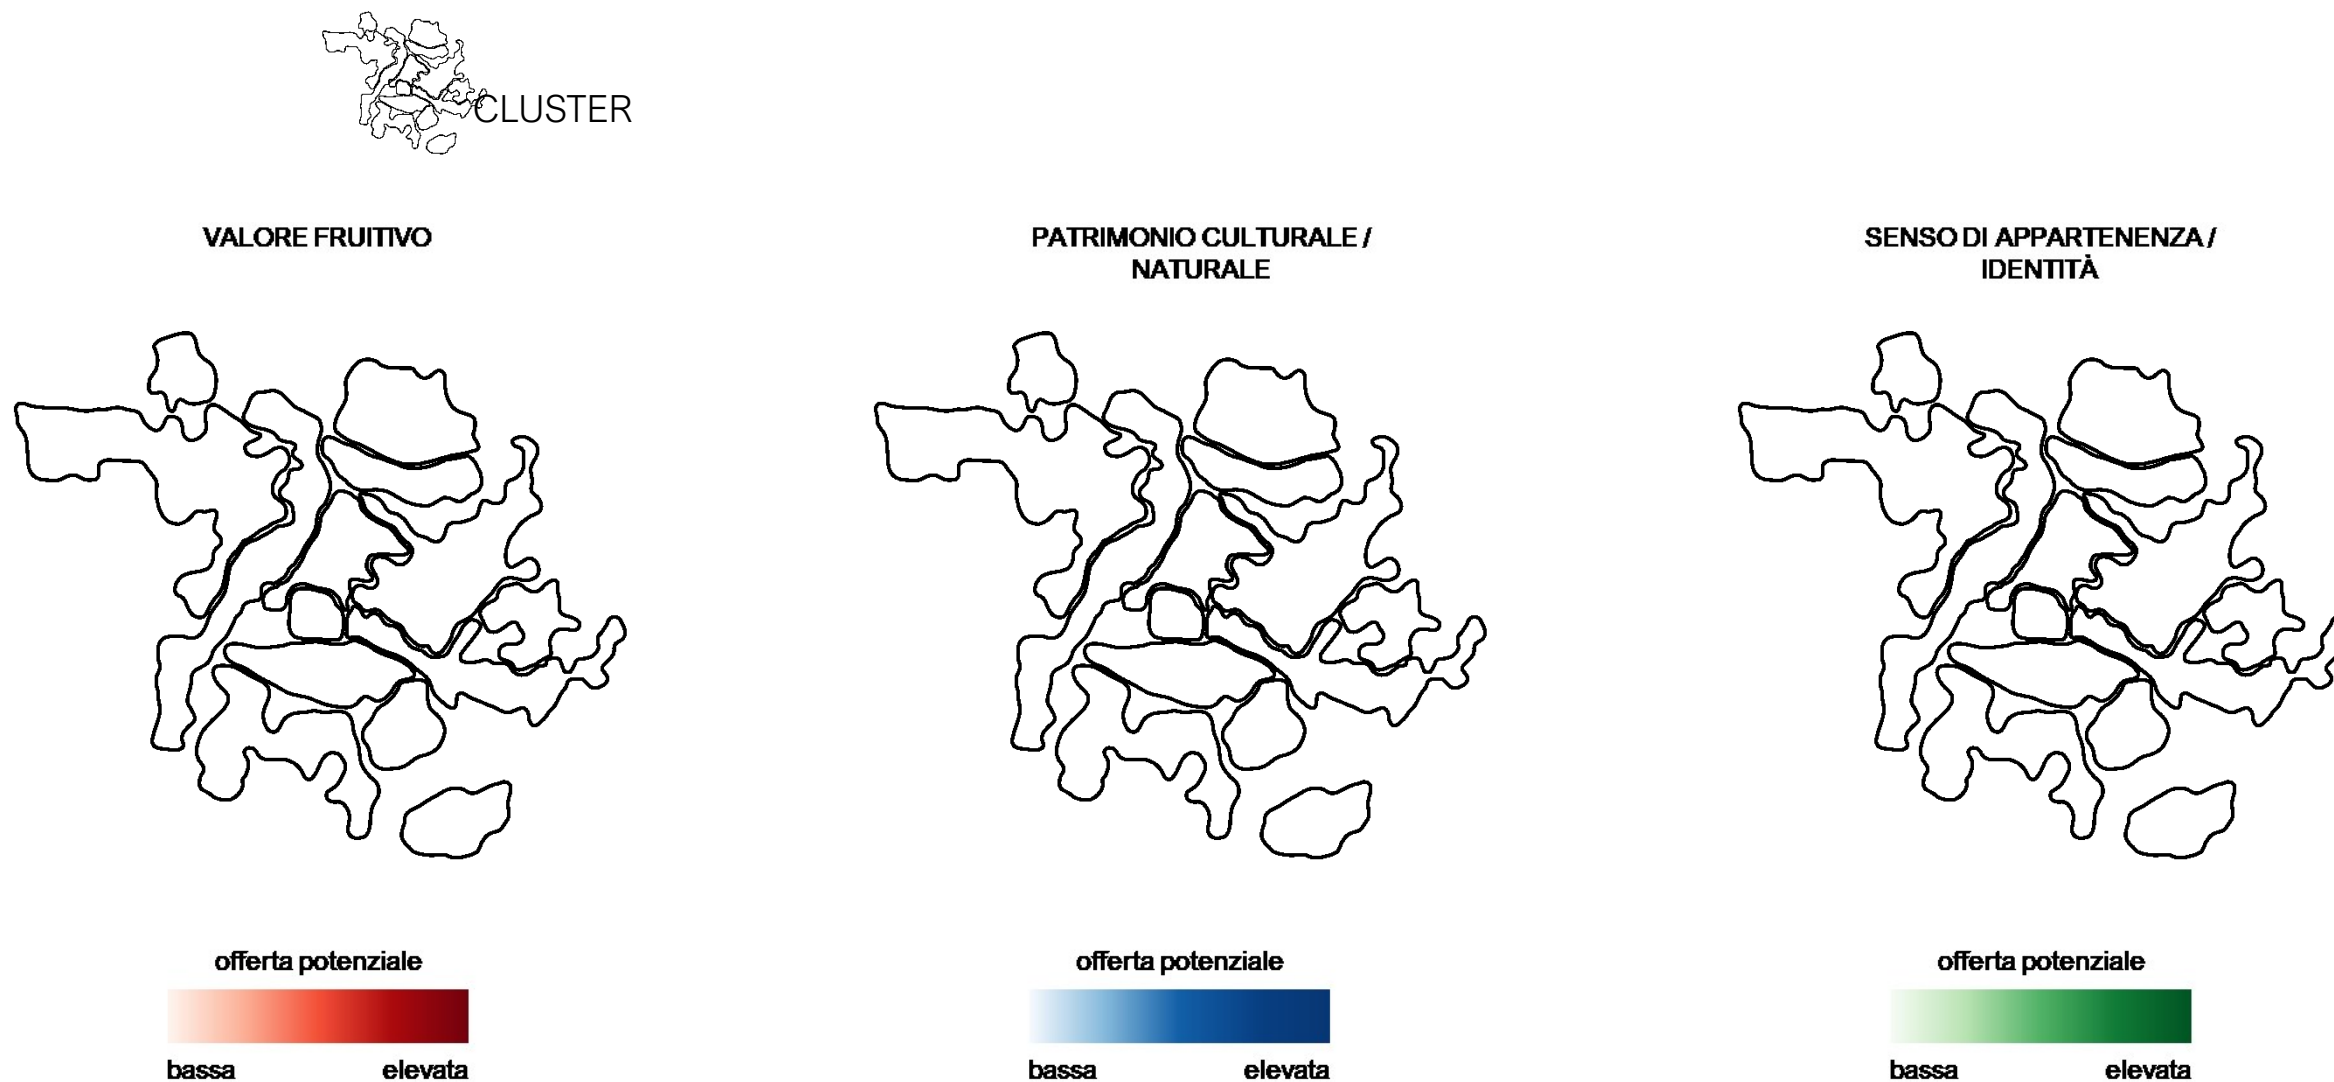 CLUSTER
VALORE FRUITIVO
PATRIMONIO CULTURALE /
NATURALE
SENSO DI APPARTENENZA /
IDENTITÀ
offerta potenziale
bassa elevata
offerta potenziale
bassa elevata
offerta potenziale
bassa elevata